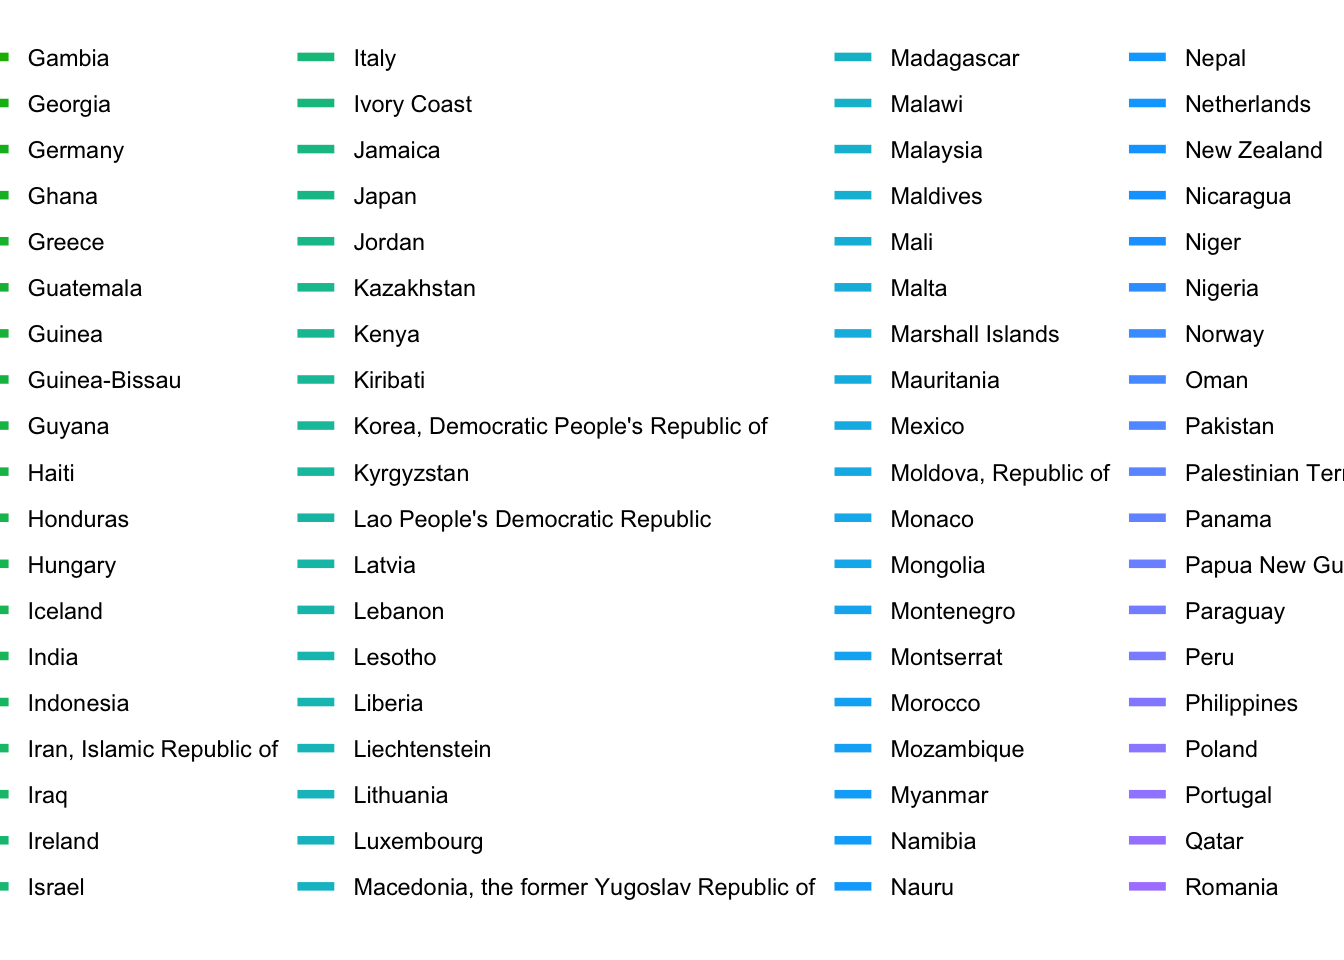 Gambia
Georgia
Germany
Ghana
Greece
Guatemala
Guinea
Guinea-Bissau
Guyana
Haiti
Honduras
Hungary
Iceland
India
Indonesia
Iran, Islamic Republic of
Iraq
Ireland
Israel
Italy
Ivory Coast
Jamaica
Japan
Jordan
Kazakhstan
Kenya
Kiribati
Korea, Democratic People's Republic of
Kyrgyzstan
Lao People's Democratic Republic
Latvia
Lebanon
Lesotho
Liberia
Liechtenstein
Lithuania
Luxembourg
Macedonia, the former Yugoslav Republic of
Madagascar
Malawi
Malaysia
Maldives
Mali
Malta
Marshall Islands
Mauritania
Mexico
Moldova, Republic of
Monaco
Mongolia
Montenegro
Montserrat
Morocco
Mozambique
Myanmar
Namibia
Nauru
Nepal
Netherlands
New Zealand
Nicaragua
Niger
Nigeria
Norway
Oman
Pakistan
Palestinian
Panama
Papua New
Paraguay
Peru
Philippines
Poland
Portugal
Qatar
Romania